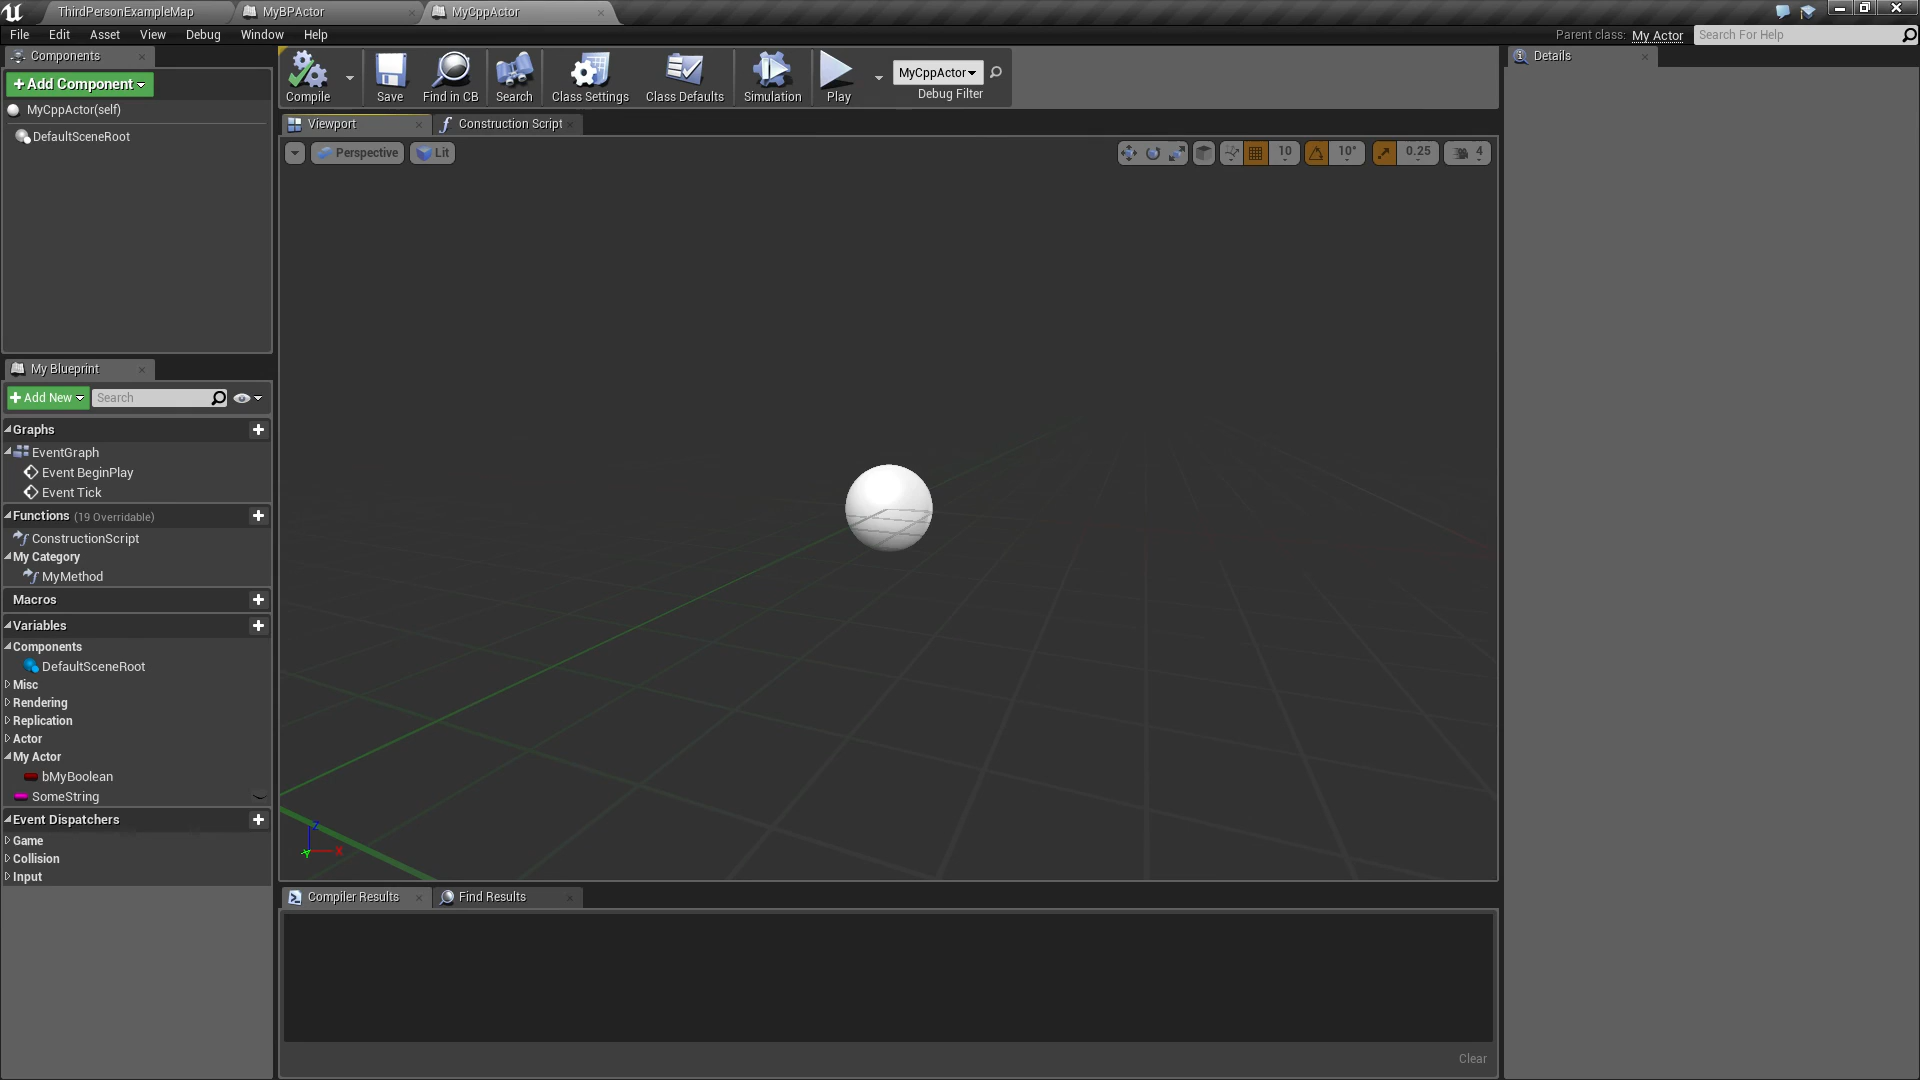 ThirdPersonExampleMap
MyBPActor
MyCppActor
File Edit Asset View Debug Window Help
Parent class: My Actor
Search For Help
Components
Add Component
MyCppActor(self)
DefaultSceneRoot
Compile
Save
Find in CB
Search
Class Settings
Class Defaults
Simulation
Play
MyCppActor
Debug Filter
Details
Viewport
Construction Script
Perspective
Lit
10
10°
0.25
4
My Blueprint
Add New
Search
Graphs
EventGraph
Event BeginPlay
Event Tick
Functions (19 Overridable)
ConstructionScript
My Category
MyMethod
Macros
Variables
Components
DefaultSceneRoot
Misc
Rendering
Replication
Actor
My Actor
bMyBoolean
SomeString
Event Dispatchers
Game
Collision
Input
Z
Y
X
Compiler Results
Find Results
Clear